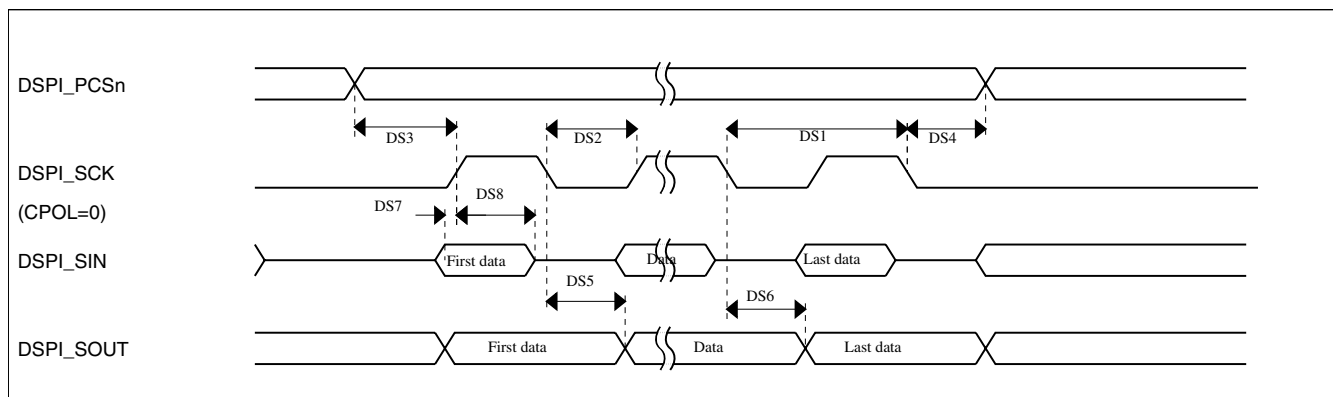 DSPI_PCSn
DS3
DS2
DS1
DS4
DSPI_SCK
(CPOL=0)
DS7
DS8
DSPI_SIN
First data
Data
Last data
DS5
DS6
DSPI_SOUT
First data
Data
Last data